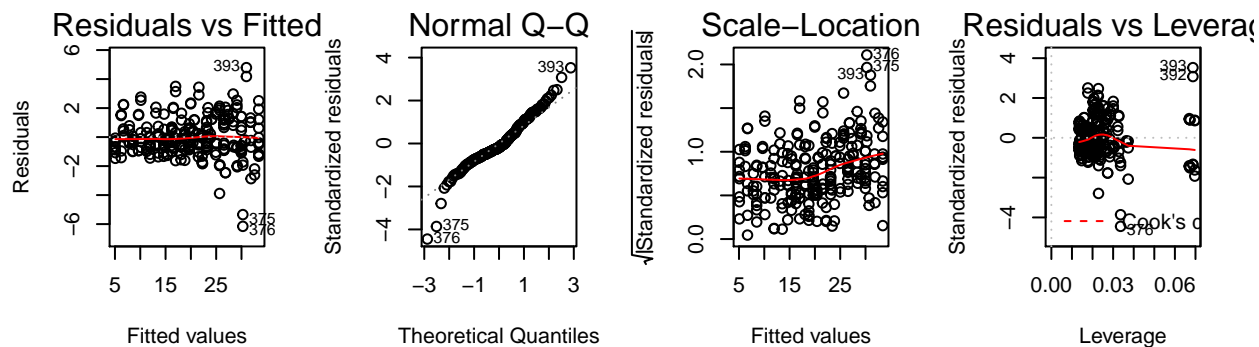 Residuals vs Fitted
Residuals
6
2
−2
−6
393
375
376
5 15 25
Fitted values
Normal Q−Q
Standardized residuals
4
2
0
−2
−4
393
375
376
−3 −1 1 3
Theoretical Quantiles
Scale−Location
√|Standardized residuals|
2.0
1.0
0.0
376
375
393
5 15 25
Fitted values
Residuals vs Leverag
Standardized residuals
4
2
0
−4
393
392
Cook's d
376
0.00 0.03 0.06
Leverage